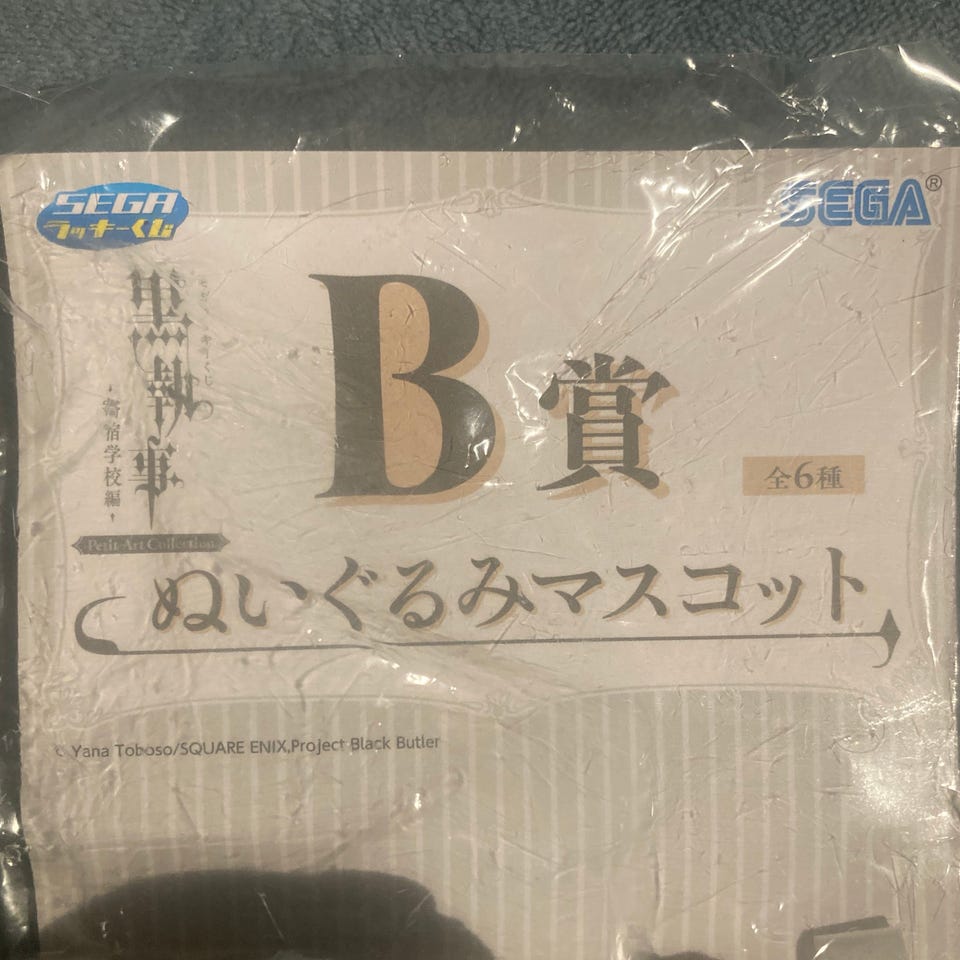 SEGA
ラッキーくじ
SEGA®
黒執事
-寄宿学校編-
B賞
全6種
Petit Art Collection
ぬいぐるみマスコット
© Yana Toboso/SQUARE ENIX,Project Black Butler